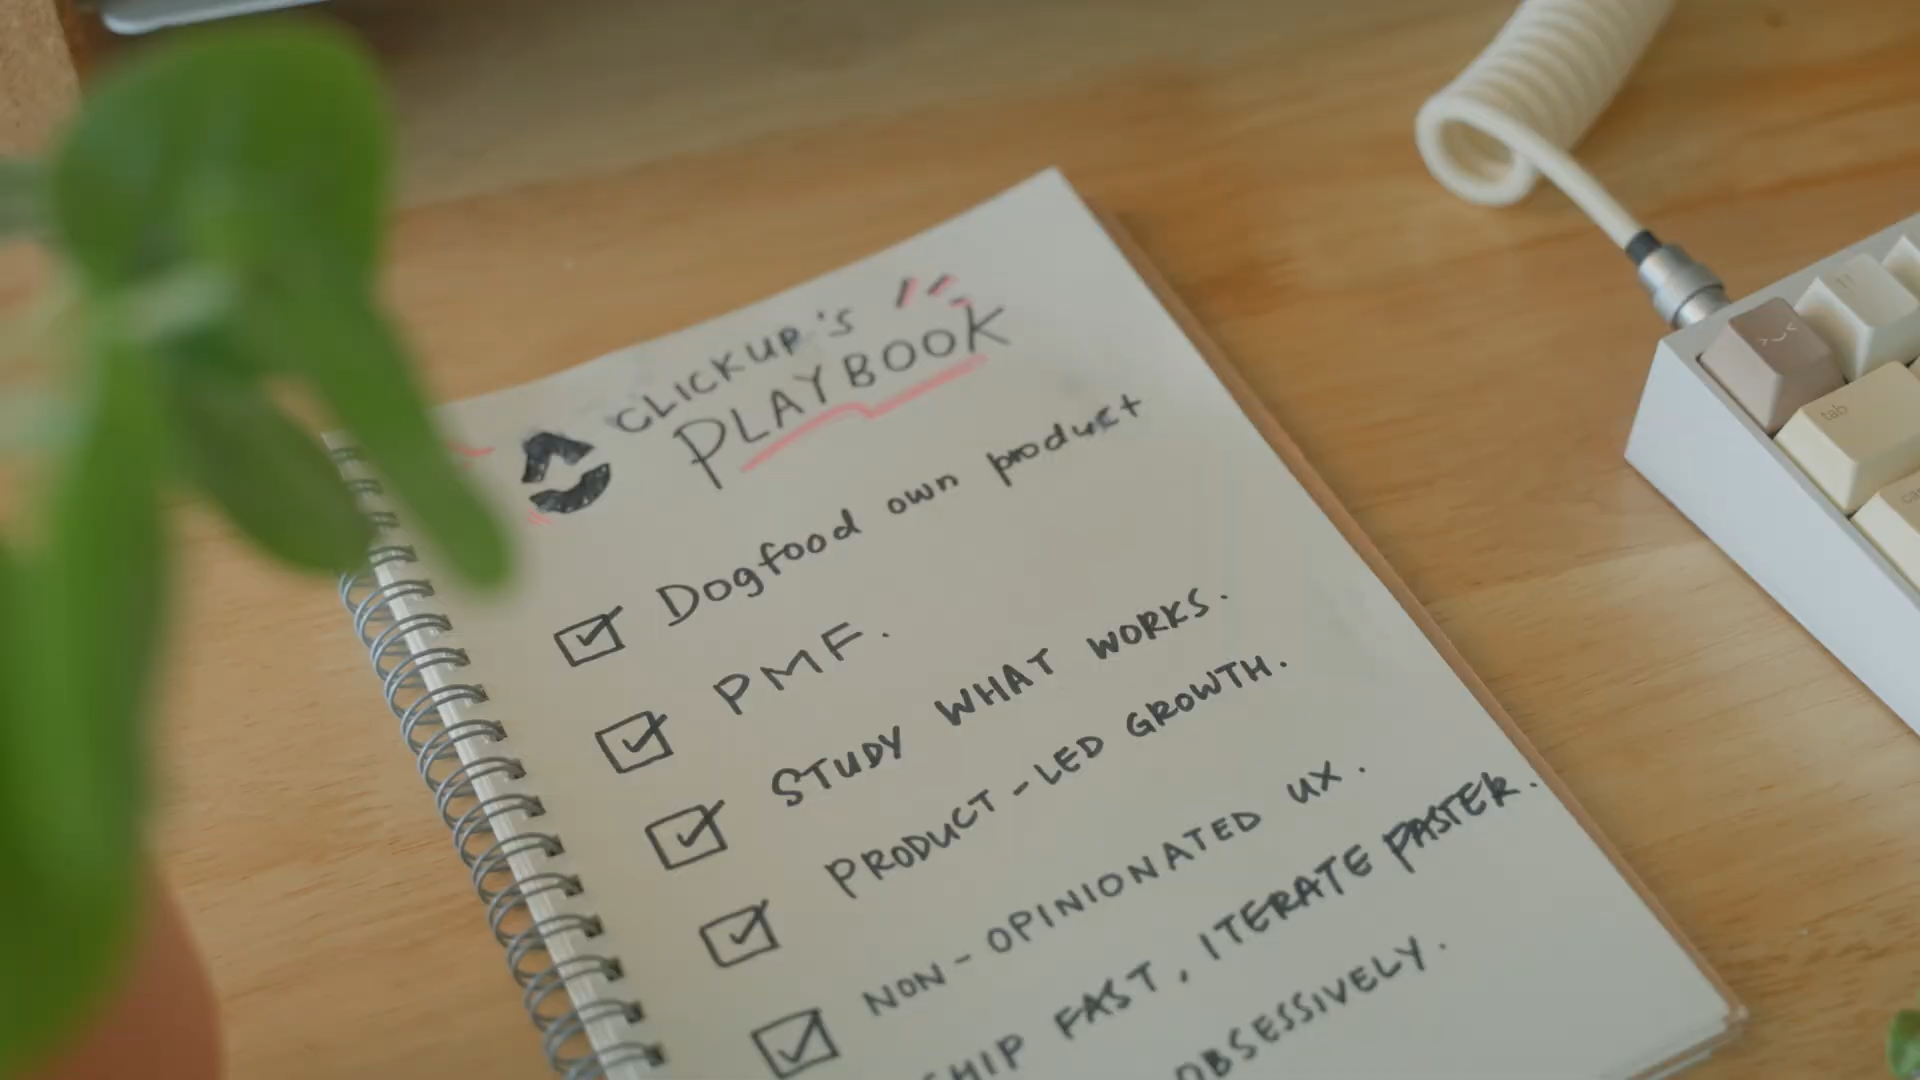 CLICKUP'S
PLAYBOOK
Dogfood own product
PMF.
STUDY WHAT WORKS.
PRODUCT-LED GROWTH.
NON-OPINIONATED UX.
SHIP FAST, ITERATE FASTER.
OBSESSIVELY.
tab